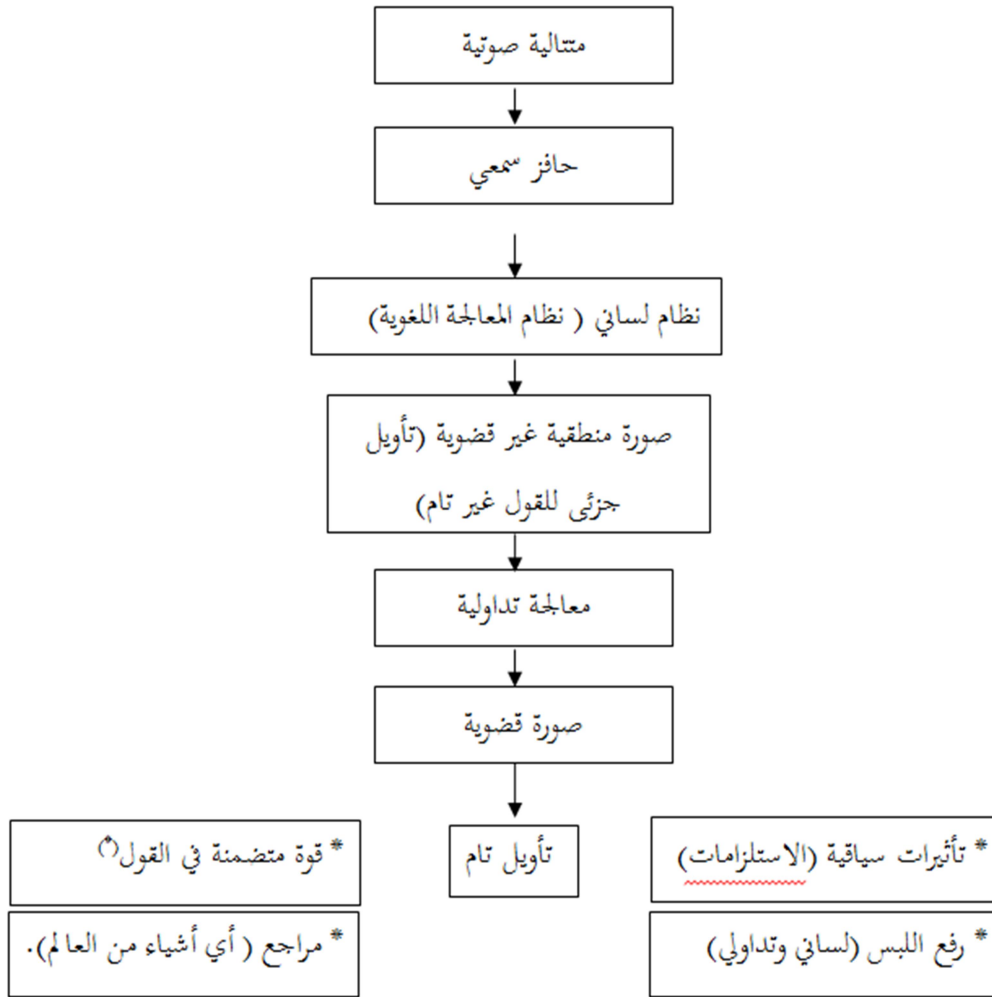 متتالية صوتية
حافز سمعي
نظام لساني ( نظام المعالجة اللغوية)
صورة منطقية غير قضوية (تأويل
جزئى للقول غير تام)
معالجة تداولية
صورة قضوية
* تأثيرات سياقية (الاستلزامات)
تأويل تام
* قوة متضمنة في القول(*)
* رفع اللبس (لساني وتداولي)
* مراجع ( أي أشياء من العالم).